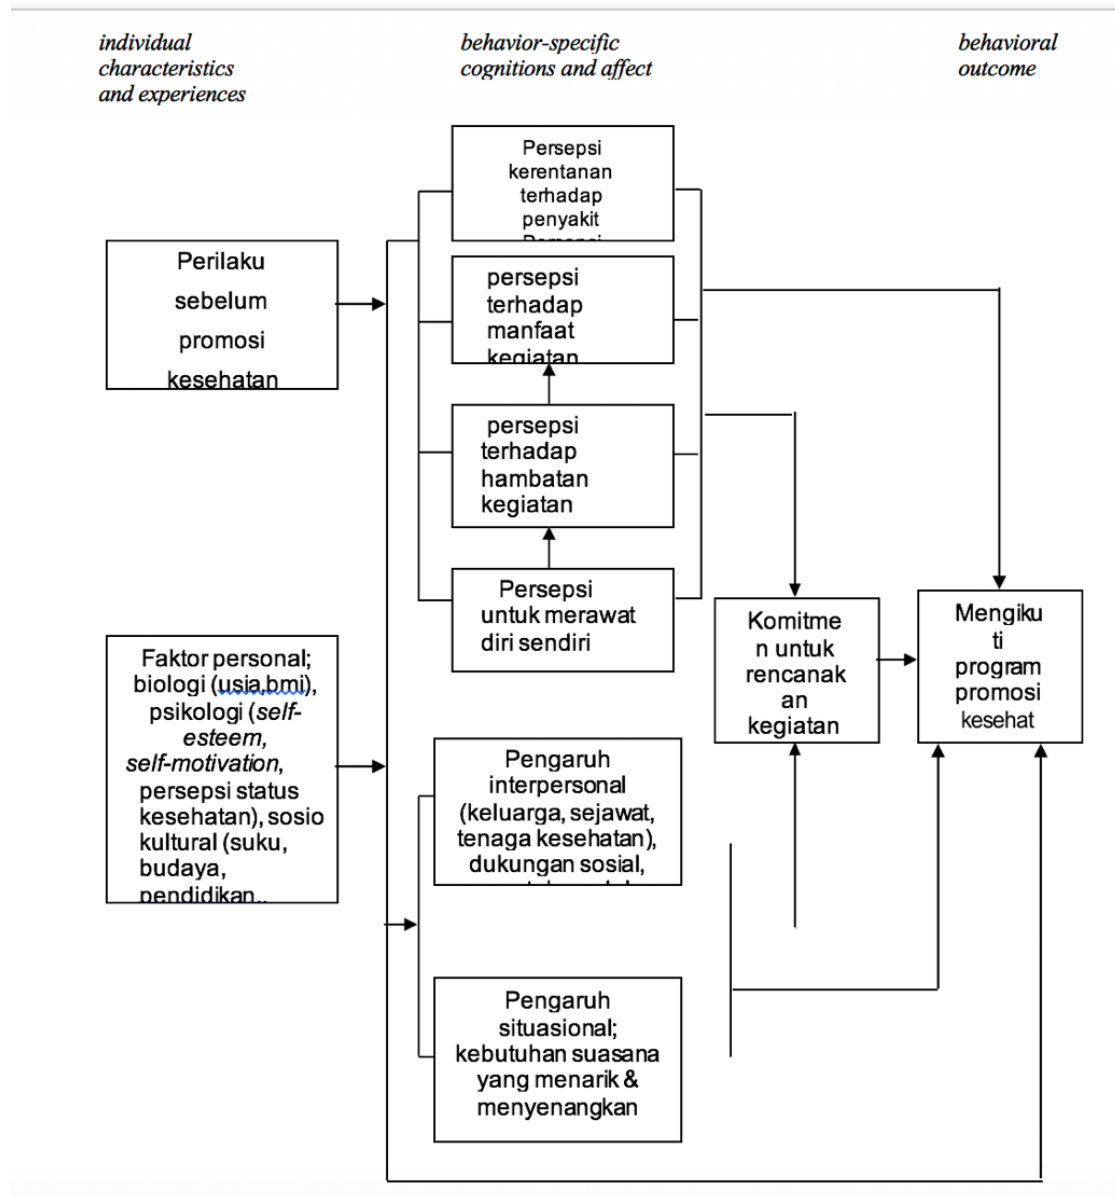 individual
characteristics
and experiences
behavior-specific
cognitions and affect
behavioral
outcome
Persepsi
kerentanan
terhadap
penyakit
Perilaku
sebelum
promosi
kesehatan
persepsi
terhadap
manfaat
kegiatan
persepsi
terhadap
hambatan
kegiatan
Persepsi
untuk merawat
diri sendiri
Faktor personal;
biologi (usia,bmi),
psikologi (self-
esteem,
self-motivation,
persepsi status
kesehatan), sosio
kultural (suku,
budaya,
pendidikan..
Komitme
n untuk
rencanak
an
kegiatan
Mengiku
ti
program
promosi
kesehat
Pengaruh
interpersonal
(keluarga, sejawat,
tenaga kesehatan),
dukungan sosial,
Pengaruh
situasional;
kebutuhan suasana
yang menarik &
menyenangkan